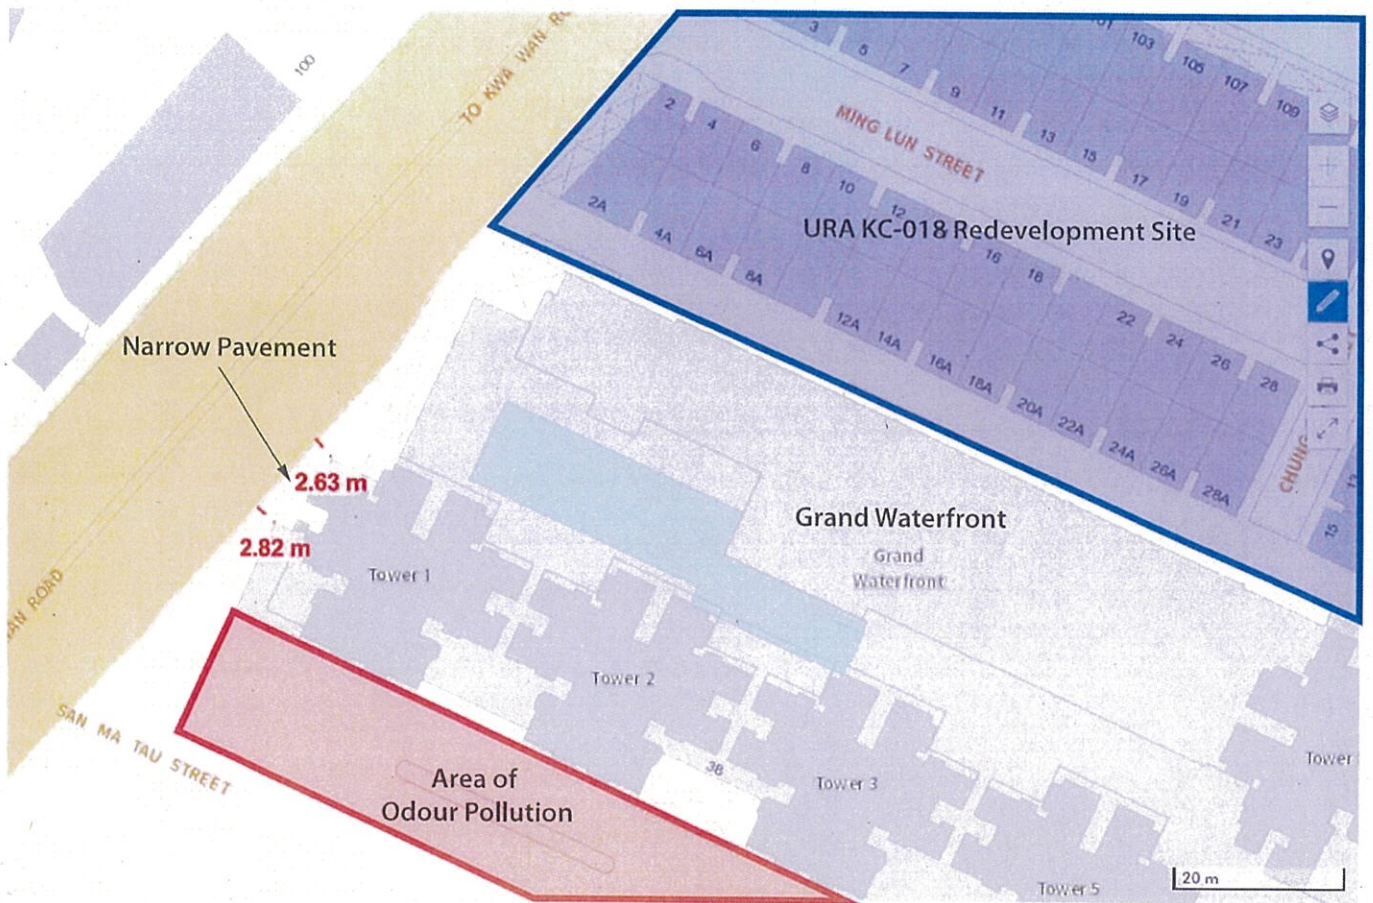 100
TO KWA WAN RO
3
5
7
9
11
13
15
17
19
21
23
101
103
105
107
109
MING LUN STREET
2
4
6
8
10
12
16
18
22
24
26
28
URA KC-018 Redevelopment Site
2A
4A
6A
8A
12A
14A
16A
18A
20A
22A
24A
26A
28A
CHUNG
13
15
Narrow Pavement
2.63 m
2.82 m
Grand Waterfront
Grand
Waterfront
Tower 1
Tower 2
Tower 3
Tower 5
Tower
38
AN ROAD
SAN MA TAU STREET
Area of
Odour Pollution
20 m